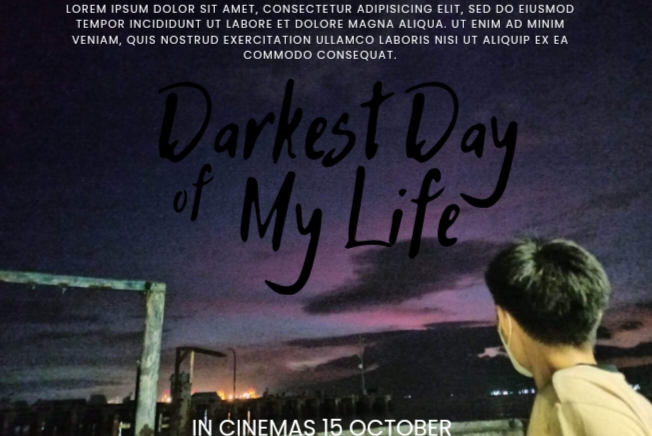 LOREM IPSUM DOLOR SIT AMET, CONSECTETUR ADIPISICING ELIT, SED DO EIUSMOD
TEMPOR INCIDIDUNT UT LABORE ET DOLORE MAGNA ALIQUA. UT ENIM AD MINIM
VENIAM, QUIS NOSTRUD EXERCITATION ULLAMCO LABORIS NISI UT ALIQUIP EX EA
COMMODO CONSEQUAT.
Darkest Day
of My Life
IN CINEMAS 15 OCTOBER